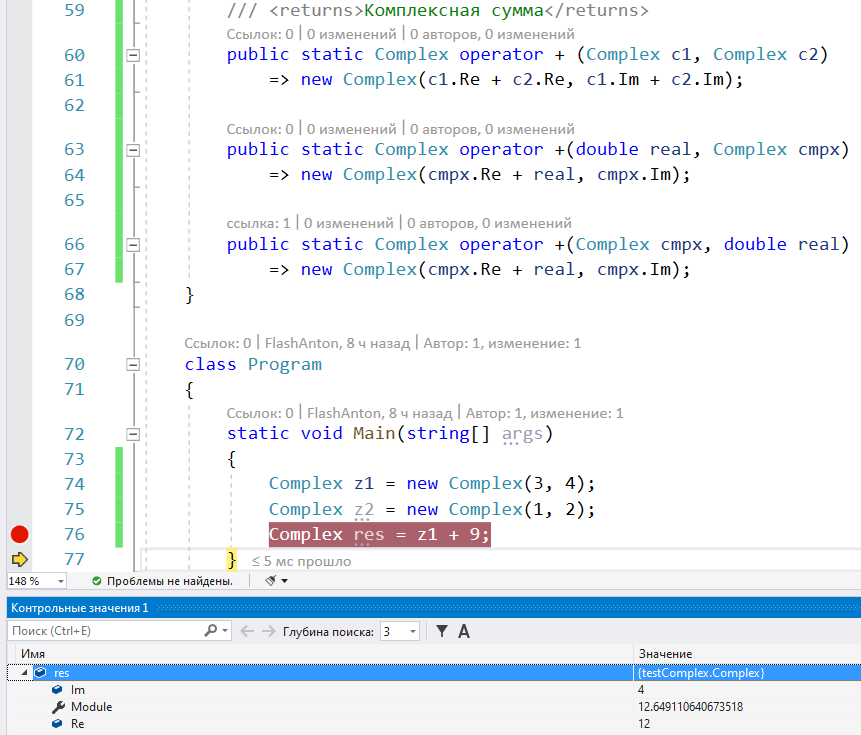 59 /// <returns>Комплексная сумма</returns>
Ссылок: 0 | 0 изменений | 0 авторов, 0 изменений
60 public static Complex operator + (Complex c1, Complex c2)
61 => new Complex(c1.Re + c2.Re, c1.Im + c2.Im);
62
Ссылок: 0 | 0 изменений | 0 авторов, 0 изменений
63 public static Complex operator +(double real, Complex cmpx)
64 => new Complex(cmpx.Re + real, cmpx.Im);
65
ссылка: 1 | 0 изменений | 0 авторов, 0 изменений
66 public static Complex operator +(Complex cmpx, double real)
67 => new Complex(cmpx.Re + real, cmpx.Im);
68 }
69
Ссылок: 0 | FlashAnton, 8 ч назад | Автор: 1, изменение: 1
70 class Program
71 {
Ссылок: 0 | FlashAnton, 8 ч назад | Автор: 1, изменение: 1
72 static void Main(string[] args)
73 {
74 Complex z1 = new Complex(3, 4);
75 Complex z2 = new Complex(1, 2);
76 Complex res = z1 + 9;
77 } ≤ 5 мс прошло
148 % Проблемы не найдены.
Контрольные значения 1
Поиск (Ctrl+E) Глубина поиска: 3 A
Имя Значение
res {testComplex.Complex}
Im 4
Module 12.649110640673518
Re 12